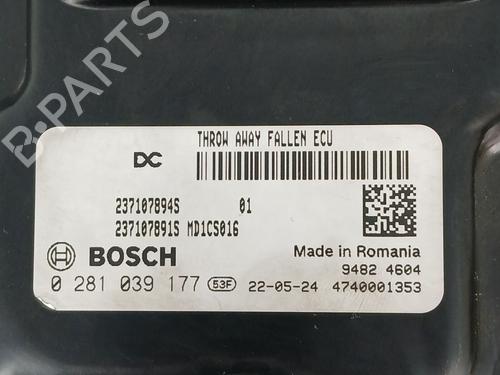 THROW AWAY FALLEN ECU
DC
237107894S 01
237107891S MD1CS016
BOSCH
Made in Romania
9482 4604
0 281 039 177 53F 22-05-24 4740001353
B-PARTS